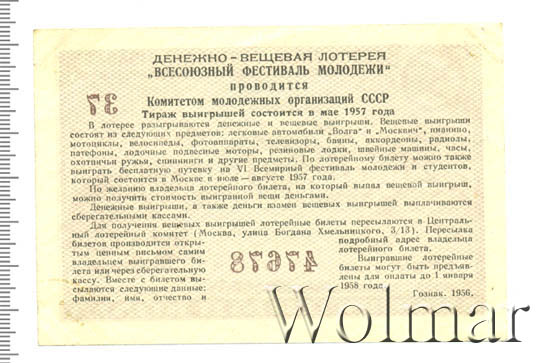 ДЕНЕЖНО-ВЕЩЕВАЯ ЛОТЕРЕЯ
„ВСЕСОЮЗНЫЙ ФЕСТИВАЛЬ МОЛОДЕЖИ“
проводится
Комитетом молодежных организаций СССР
Тираж выигрышей состоится в мае 1957 года
В лотерее разыгрываются денежные и вещевые выигрыши. Вещевые выигрыши
состоят из следующих предметов: легковые автомобили „Волга“ и „Москвич“, пианино,
мотоциклы, велосипеды, фотоаппараты, телевизоры, баяны, аккордеоны, радиолы,
патефоны, лодочные подвесные моторы, резиновые лодки, швейные машины, часы,
охотничьи ружья, спиннинги и другие предметы. По лотерейному билету можно также
выиграть бесплатную путевку на VI Всемирный фестиваль молодежи и студентов,
который состоится в Москве в июле — августе 1957 года.
По желанию владельца лотерейного билета, на который выпал вещевой выигрыш,
можно получить стоимость выигранной вещи деньгами.
Денежные выигрыши, а также деньги взамен вещевых выигрышей выплачиваются
сберегательными кассами.
Для получения вещевых выигрышей лотерейные билеты пересылаются в Централь-
ный лотерейный комитет (Москва, улица Богдана Хмельницкого, 3/13). Пересылка
билетов производится откры-
тым ценным письмом самим
владельцем выигравшего би-
лета или через сберегательную
кассу. Вместе с билетом вы-
сылаются следующие данные:
фамилия, имя, отчество и
подробный адрес владельца
лотерейного билета.
Выигравшие лотерейные
билеты могут быть предъяв-
лены для оплаты до 1 января
1958 года.
Гознак. 1956.
37
47678
Wolmar